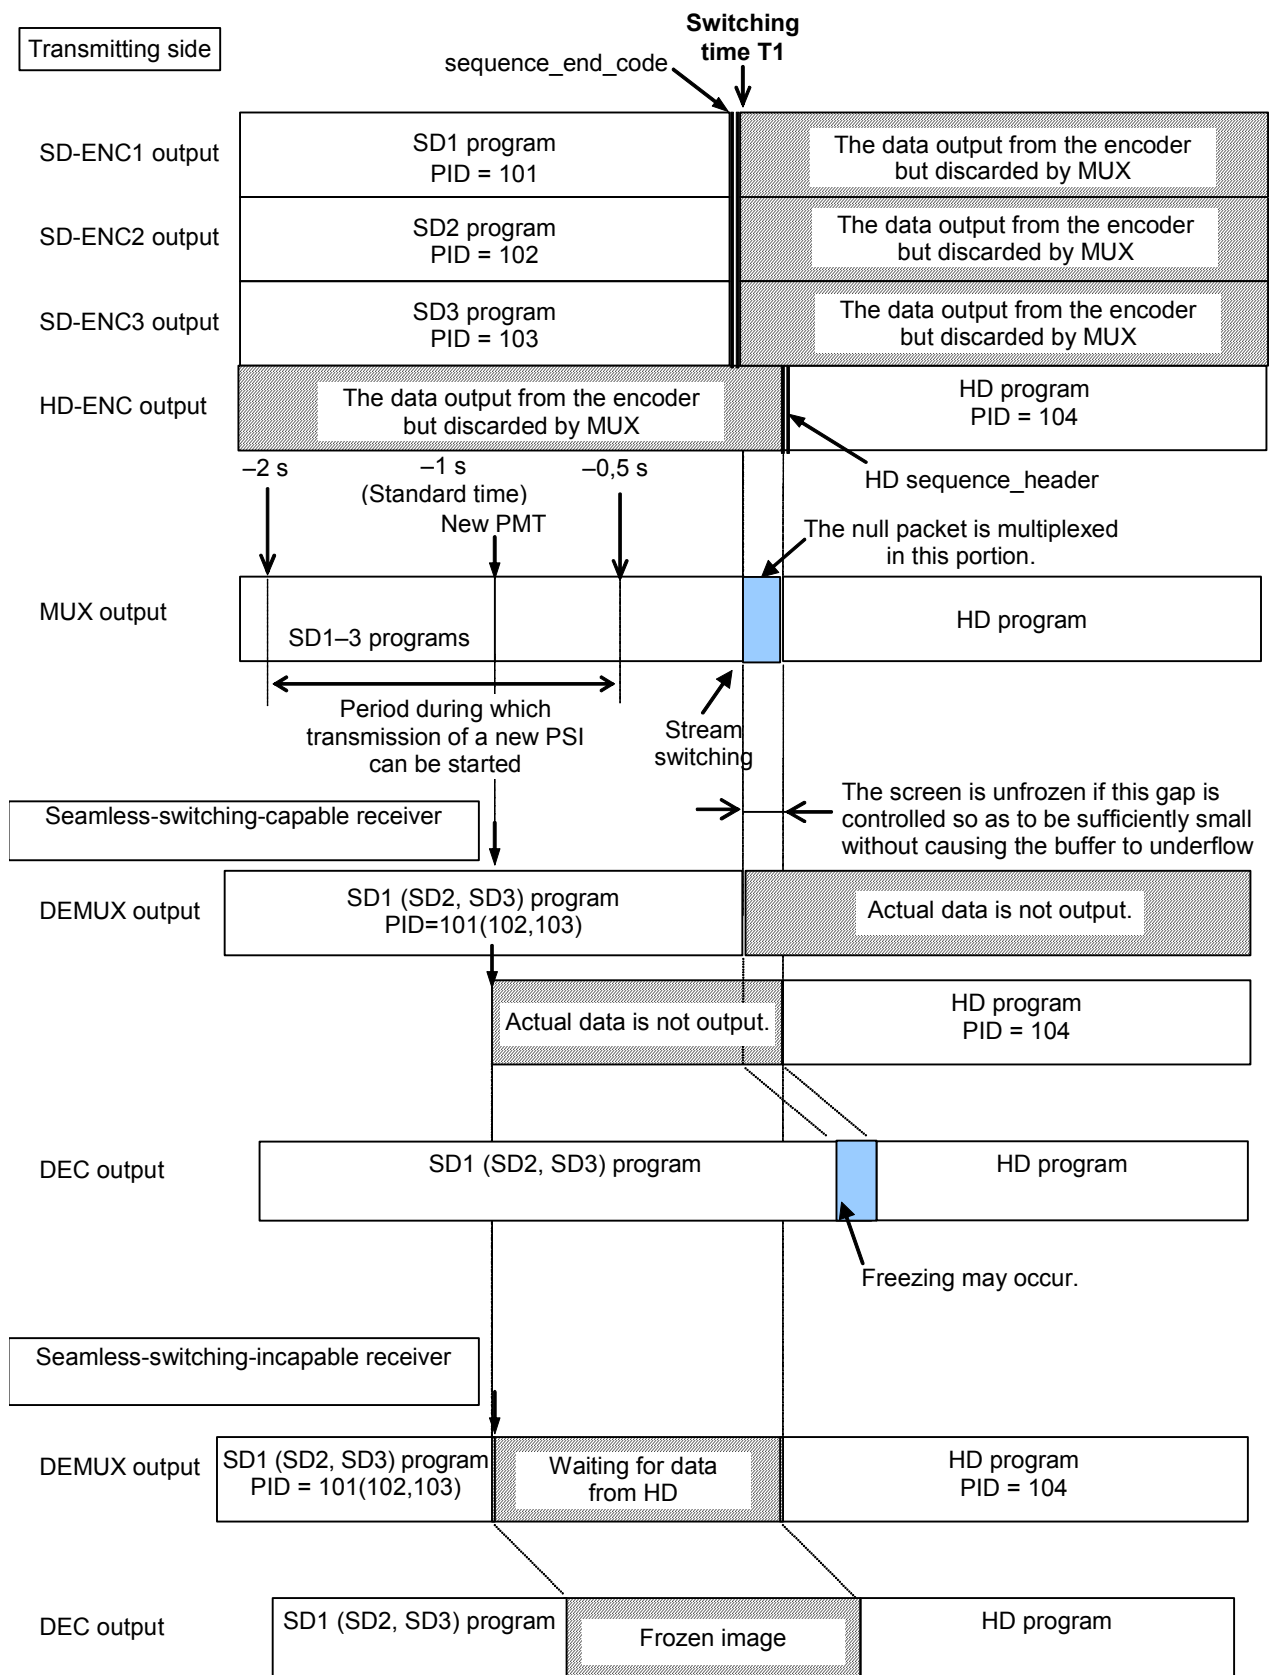 Transmitting side
Switching
time T1
sequence_end_code
SD-ENC1 output
SD1 program
PID = 101
The data output from the encoder
but discarded by MUX
SD-ENC2 output
SD2 program
PID = 102
The data output from the encoder
but discarded by MUX
SD-ENC3 output
SD3 program
PID = 103
The data output from the encoder
but discarded by MUX
HD-ENC output
The data output from the encoder
but discarded by MUX
HD program
PID = 104
–2 s
–1 s
(Standard time)
New PMT
–0,5 s
HD sequence_header
The null packet is multiplexed
in this portion.
MUX output
SD1–3 programs
HD program
Period during which
transmission of a new PSI
can be started
Stream
switching
The screen is unfrozen if this gap is
controlled so as to be sufficiently small
without causing the buffer to underflow
Seamless-switching-capable receiver
DEMUX output
SD1 (SD2, SD3) program
PID=101(102,103)
Actual data is not output.
Actual data is not output.
HD program
PID = 104
DEC output
SD1 (SD2, SD3) program
HD program
Freezing may occur.
Seamless-switching-incapable receiver
DEMUX output
SD1 (SD2, SD3) program
PID = 101(102,103)
Waiting for data
from HD
HD program
PID = 104
DEC output
SD1 (SD2, SD3) program
Frozen image
HD program